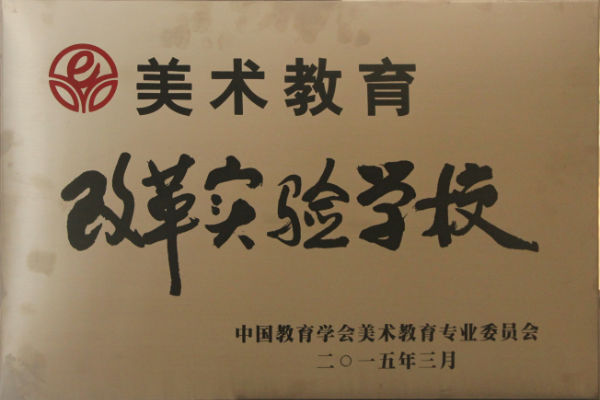 美术教育
改革实验学校
中国教育学会美术教育专业委员会
二〇一五年三月